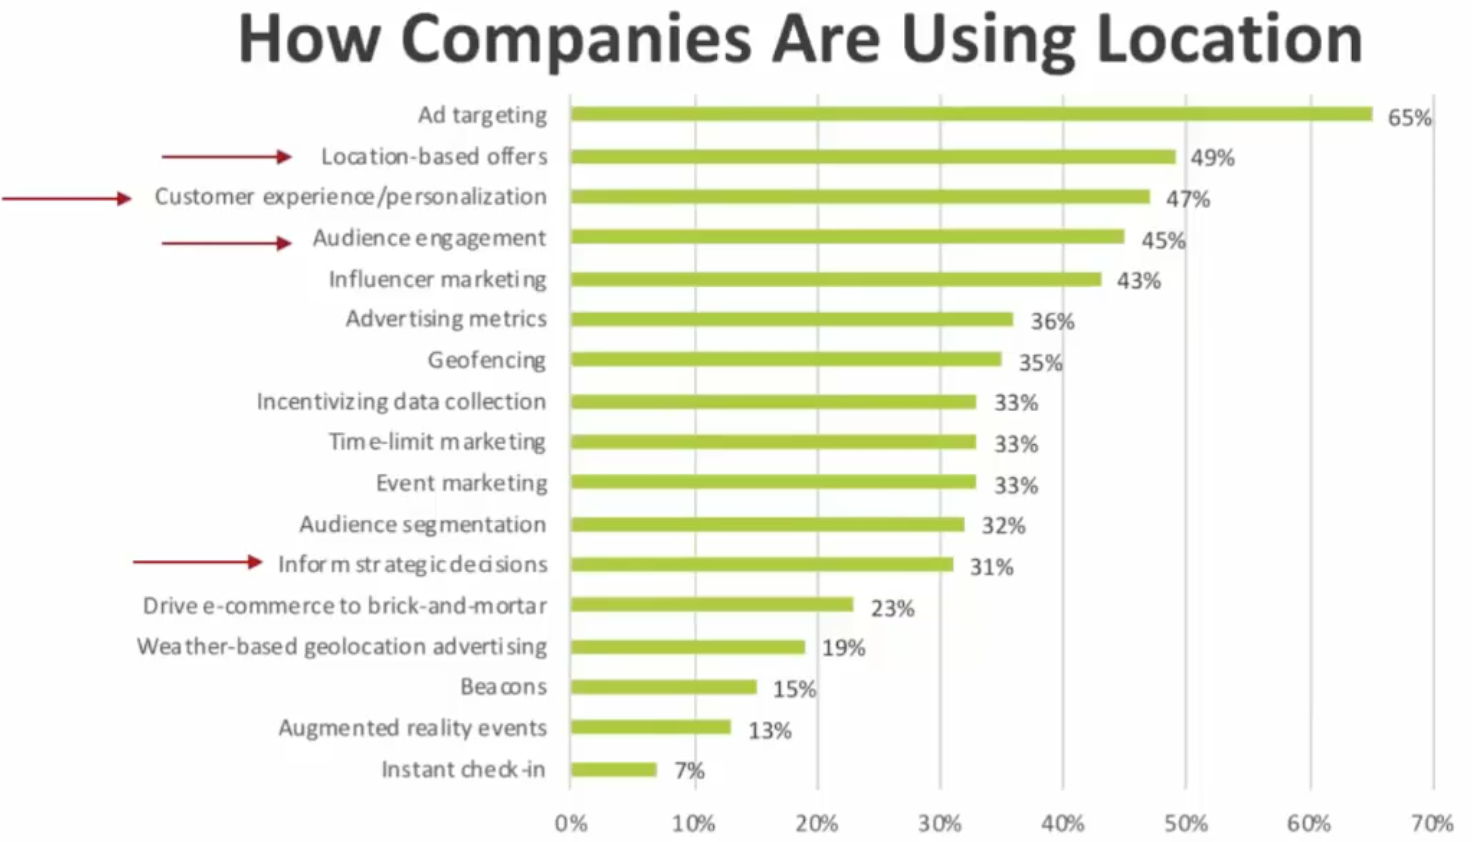 How Companies Are Using Location
Ad targeting 65%
Location-based offers 49%
Customer experience/personalization 47%
Audience engagement 45%
Influencer marketing 43%
Advertising metrics 36%
Geofencing 35%
Incentivizing data collection 33%
Time-limit marketing 33%
Event marketing 33%
Audience segmentation 32%
Inform strategic decisions 31%
Drive e-commerce to brick-and-mortar 23%
Weather-based geolocation advertising 19%
Beacons 15%
Augmented reality events 13%
Instant check-in 7%
0% 10% 20% 30% 40% 50% 60% 70%